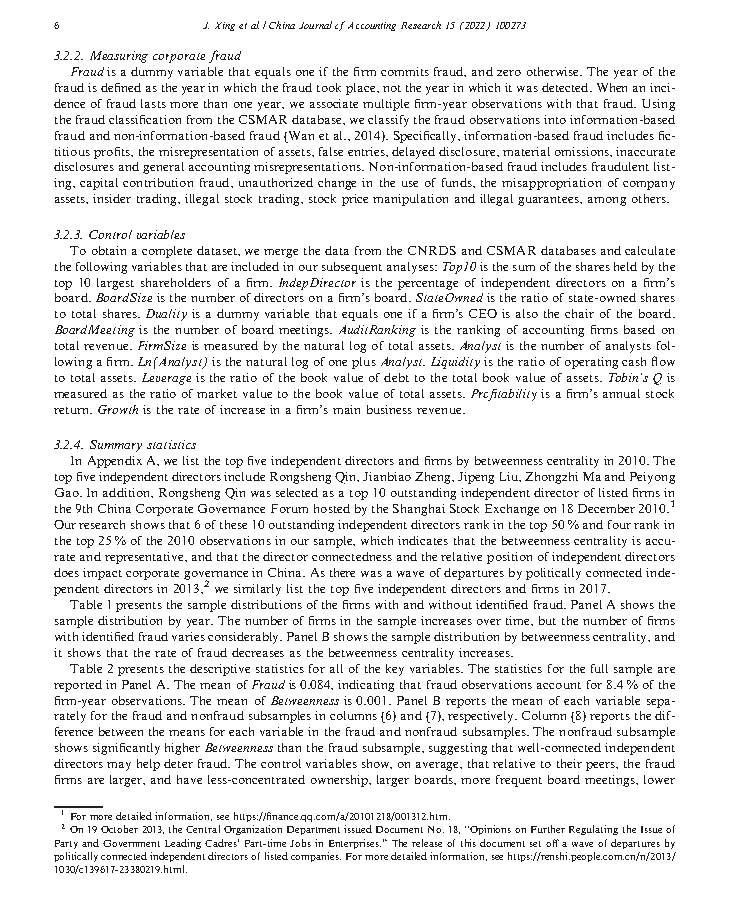 6 J. Xing et al. / China Journal of Accounting Research 15 (2022) 100273
3.2.2. Measuring corporate fraud
Fraud is a dummy variable that equals one if the firm commits fraud, and zero otherwise. The year of the
fraud is defined as the year in which the fraud took place, not the year in which it was detected. When an inci-
dence of fraud lasts more than one year, we associate multiple firm-year observations with that fraud. Using
the fraud classification from the CSMAR database, we classify the fraud observations into information-based
fraud and non-information-based fraud (Wan et al., 2014). Specifically, information-based fraud includes fic-
titious profits, the misrepresentation of assets, false entries, delayed disclosure, material omissions, inaccurate
disclosures and general accounting misrepresentations. Non-information-based fraud includes fraudulent list-
ing, capital contribution fraud, unauthorized change in the use of funds, the misappropriation of company
assets, insider trading, illegal stock trading, stock price manipulation and illegal guarantees, among others.
3.2.3. Control variables
To obtain a complete dataset, we merge the data from the CNRDS and CSMAR databases and calculate
the following variables that are included in our subsequent analyses: Top10 is the sum of the shares held by the
top 10 largest shareholders of a firm. IndepDirector is the percentage of independent directors on a firm's
board. BoardSize is the number of directors on a firm's board. StateOwned is the ratio of state-owned shares
to total shares. Duality is a dummy variable that equals one if a firm's CEO is also the chair of the board.
BoardMeeting is the number of board meetings. AuditRanking is the ranking of accounting firms based on
total revenue. FirmSize is measured by the natural log of total assets. Analyst is the number of analysts fol-
lowing a firm. Ln(Analyst) is the natural log of one plus Analyst. Liquidity is the ratio of operating cash flow
to total assets. Leverage is the ratio of the book value of debt to the total book value of assets. Tobin's Q is
measured as the ratio of market value to the book value of total assets. Profitability is a firm's annual stock
return. Growth is the rate of increase in a firm's main business revenue.
3.2.4. Summary statistics
In Appendix A, we list the top five independent directors and firms by betweenness centrality in 2010. The
top five independent directors include Rongsheng Qin, Jianbiao Zheng, Jipeng Liu, Zhongzhi Ma and Peiyong
Gao. In addition, Rongsheng Qin was selected as a top 10 outstanding independent director of listed firms in
the 9th China Corporate Governance Forum hosted by the Shanghai Stock Exchange on 18 December 2010.1
Our research shows that 6 of these 10 outstanding independent directors rank in the top 50 % and four rank in
the top 25 % of the 2010 observations in our sample, which indicates that the betweenness centrality is accu-
rate and representative, and that the director connectedness and the relative position of independent directors
does impact corporate governance in China. As there was a wave of departures by politically connected inde-
pendent directors in 2013,2 we similarly list the top five independent directors and firms in 2017.
Table 1 presents the sample distributions of the firms with and without identified fraud. Panel A shows the
sample distribution by year. The number of firms in the sample increases over time, but the number of firms
with identified fraud varies considerably. Panel B shows the sample distribution by betweenness centrality, and
it shows that the rate of fraud decreases as the betweenness centrality increases.
Table 2 presents the descriptive statistics for all of the key variables. The statistics for the full sample are
reported in Panel A. The mean of Fraud is 0.084, indicating that fraud observations account for 8.4 % of the
firm-year observations. The mean of Betweenness is 0.001. Panel B reports the mean of each variable sepa-
rately for the fraud and nonfraud subsamples in columns (6) and (7), respectively. Column (8) reports the dif-
ference between the means for each variable in the fraud and nonfraud subsamples. The nonfraud subsample
shows significantly higher Betweenness than the fraud subsample, suggesting that well-connected independent
directors may help deter fraud. The control variables show, on average, that relative to their peers, the fraud
firms are larger, and have less-concentrated ownership, larger boards, more frequent board meetings, lower
1 For more detailed information, see https://finance.qq.com/a/20101218/001312.htm.
2 On 19 October 2013, the Central Organization Department issued Document No. 18, "Opinions on Further Regulating the Issue of
Party and Government Leading Cadres' Part-time Jobs in Enterprises." The release of this document set off a wave of departures by
politically connected independent directors of listed companies. For more detailed information, see https://renshi.people.com.cn/n/2013/
1030/c139617-23380219.html.